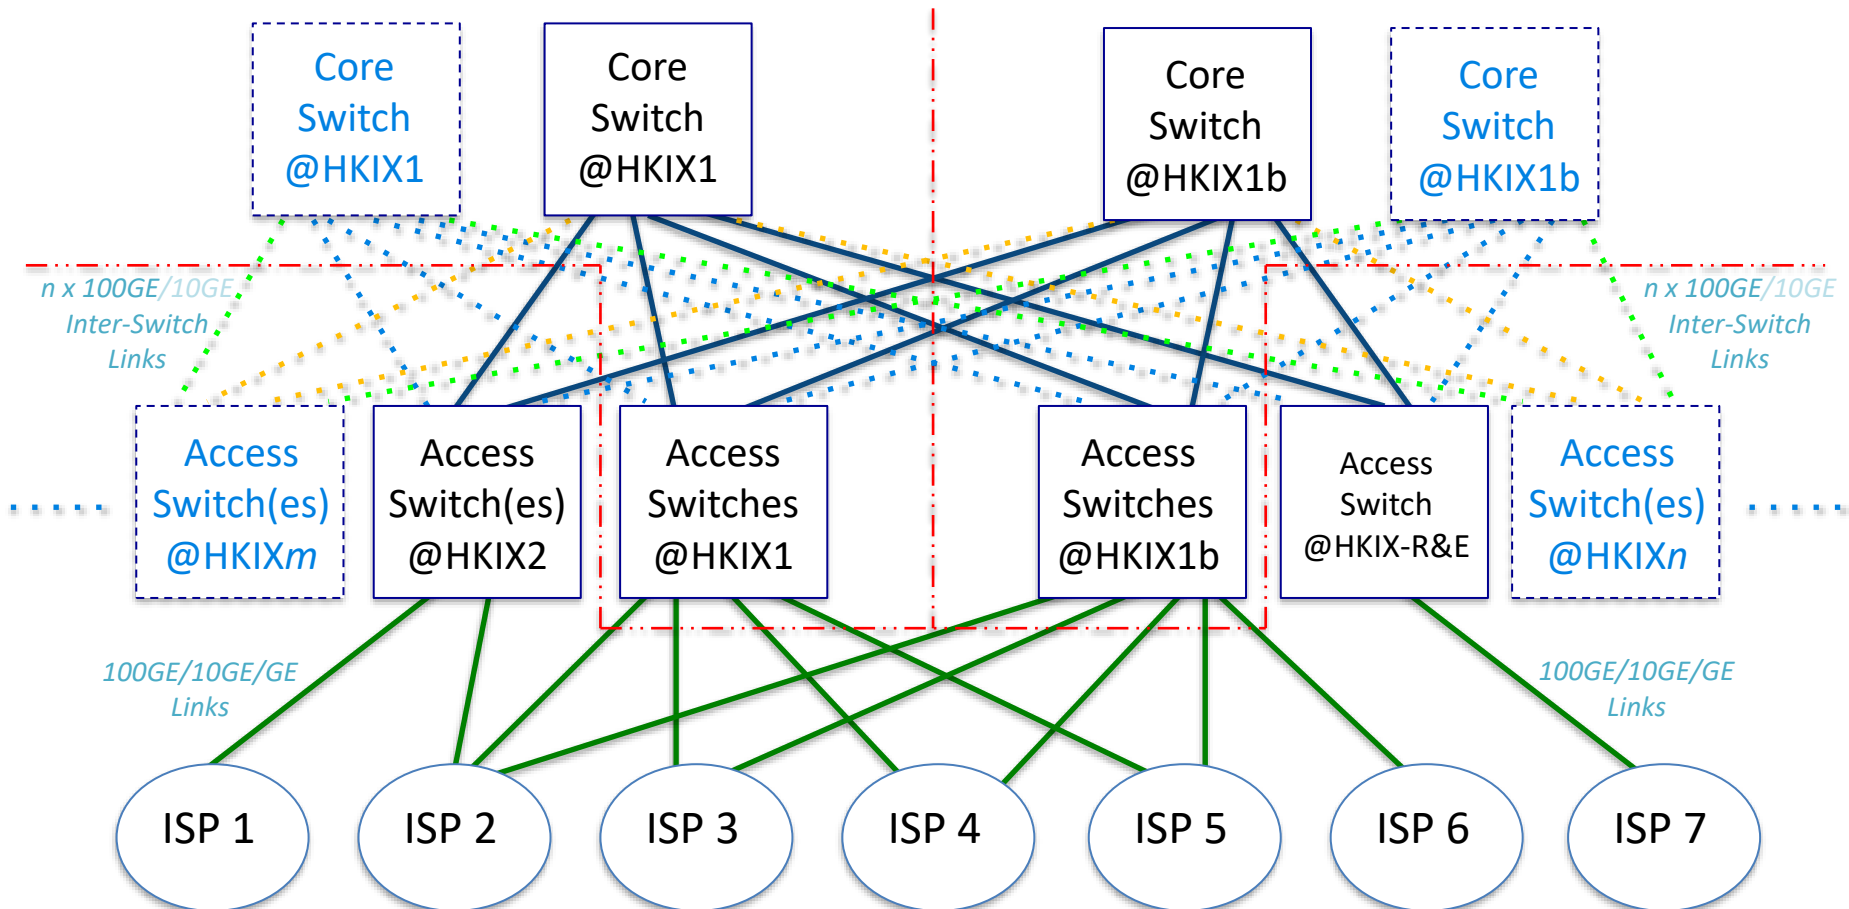 Core
Switch
@HKIX1
Core
Switch
@HKIX1
Core
Switch
@HKIX1b
Core
Switch
@HKIX1b
n x 100GE/10GE
Inter-Switch
Links
n x 100GE/10GE
Inter-Switch
Links
Access
Switch(es)
@HKIXm
Access
Switch(es)
@HKIX2
Access
Switches
@HKIX1
Access
Switches
@HKIX1b
Access
Switch
@HKIX-R&E
Access
Switch(es)
@HKIXn
100GE/10GE/GE
Links
100GE/10GE/GE
Links
ISP 1
ISP 2
ISP 3
ISP 4
ISP 5
ISP 6
ISP 7